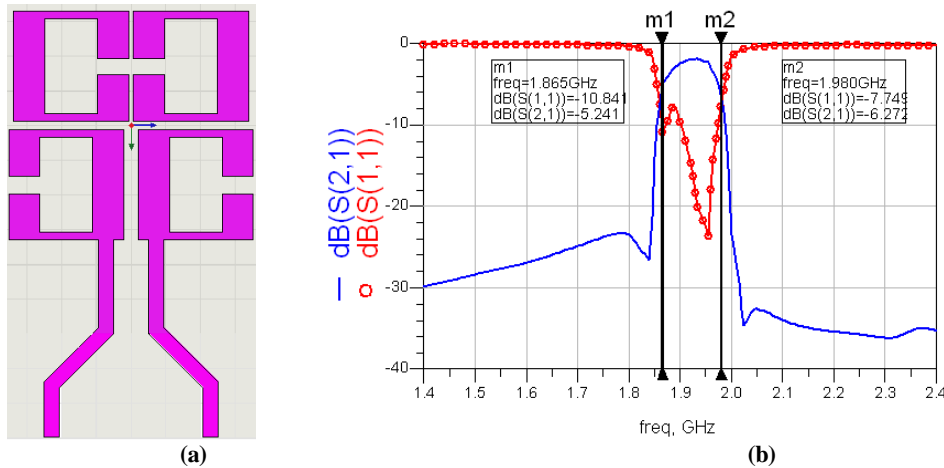 m1 m2
0
m1
freq=1.865GHz
dB(S(1,1))=-10.841
dB(S(2,1))=-5.241
m2
freq=1.980GHz
dB(S(1,1))=-7.749
dB(S(2,1))=-6.272
-10
-20
-30
-40
dB(S(2,1))
dB(S(1,1))
1.4 1.5 1.6 1.7 1.8 1.9 2.0 2.1 2.2 2.3 2.4
freq, GHz
(a) (b)